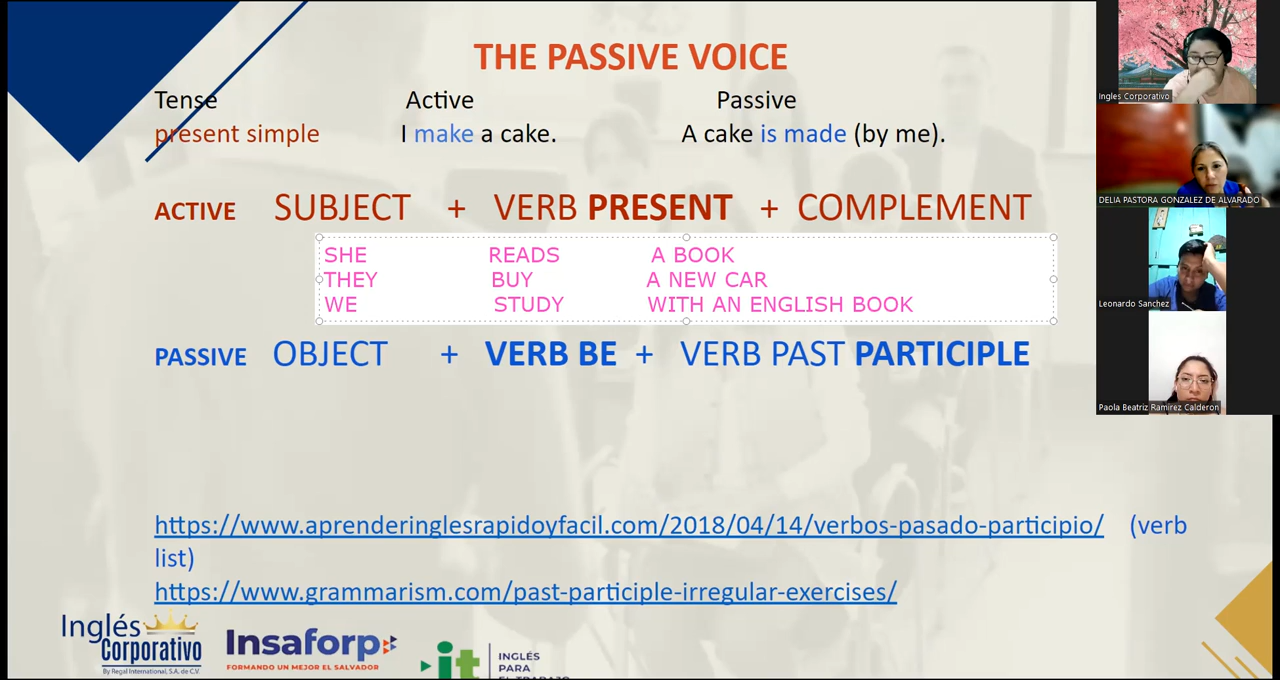 THE PASSIVE VOICE
Tense Active Passive
present simple I make a cake. A cake is made (by me).
ACTIVE SUBJECT + VERB PRESENT + COMPLEMENT
SHE READS A BOOK
THEY BUY A NEW CAR
WE STUDY WITH AN ENGLISH BOOK
PASSIVE OBJECT + VERB BE + VERB PAST PARTICIPLE
https://www.aprenderinglesrapidoyfacil.com/2018/04/14/verbos-pasado-participio/ (verb
list)
https://www.grammarism.com/past-participle-irregular-exercises/
Inglés
Corporativo
By Regal International, S.A. de C.V.
Insaforp
FORMANDO UN MEJOR EL SALVADOR
it
INGLÉS
PARA
EL TRABAJO
Ingles Corporativo
DELIA PASTORA GONZALEZ DE ALVARADO
Leonardo Sanchez
Paola Beatriz Ramirez Calderon